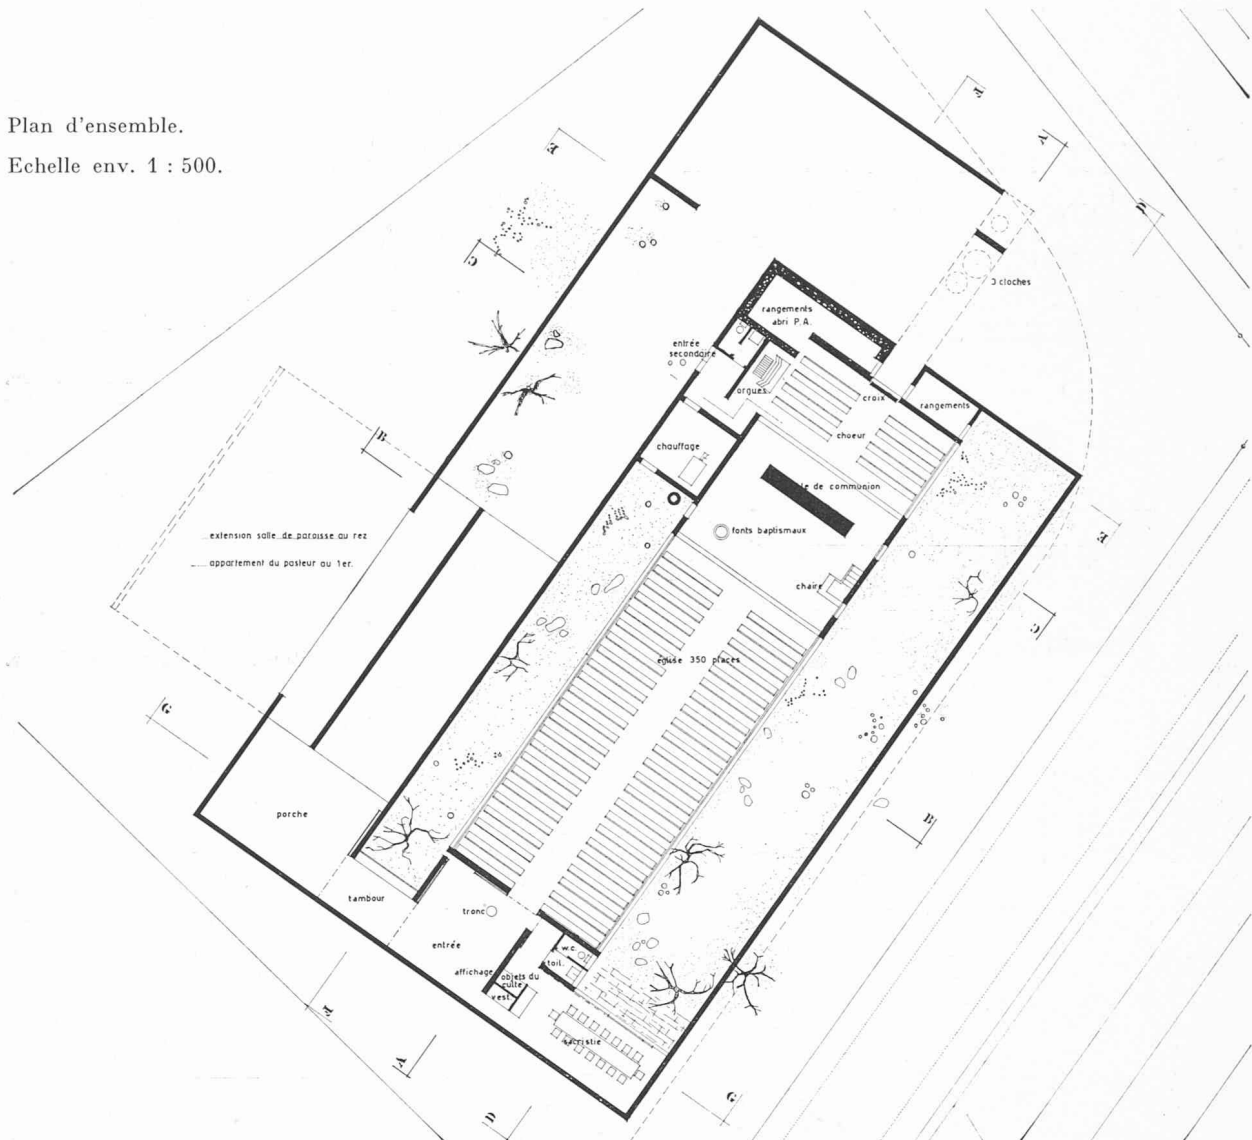 Plan d'ensemble.
Echelle env. 1 : 500.
F
A
E
D
C
3 cloches
rangements
abri P.A.
entrée
secondaire
orgues
croix
rangements
choeur
B
chauffage
le de communion
fonts baptismaux
E
extension salle de paroisse au rez
appartement du pasteur au 1er.
chaire
C
église 350 places
G
B
porche
tambour
tronc
entrée
w.c.
toil.
affichage
objets du
culte
vest.
F
sacristie
A
G
D